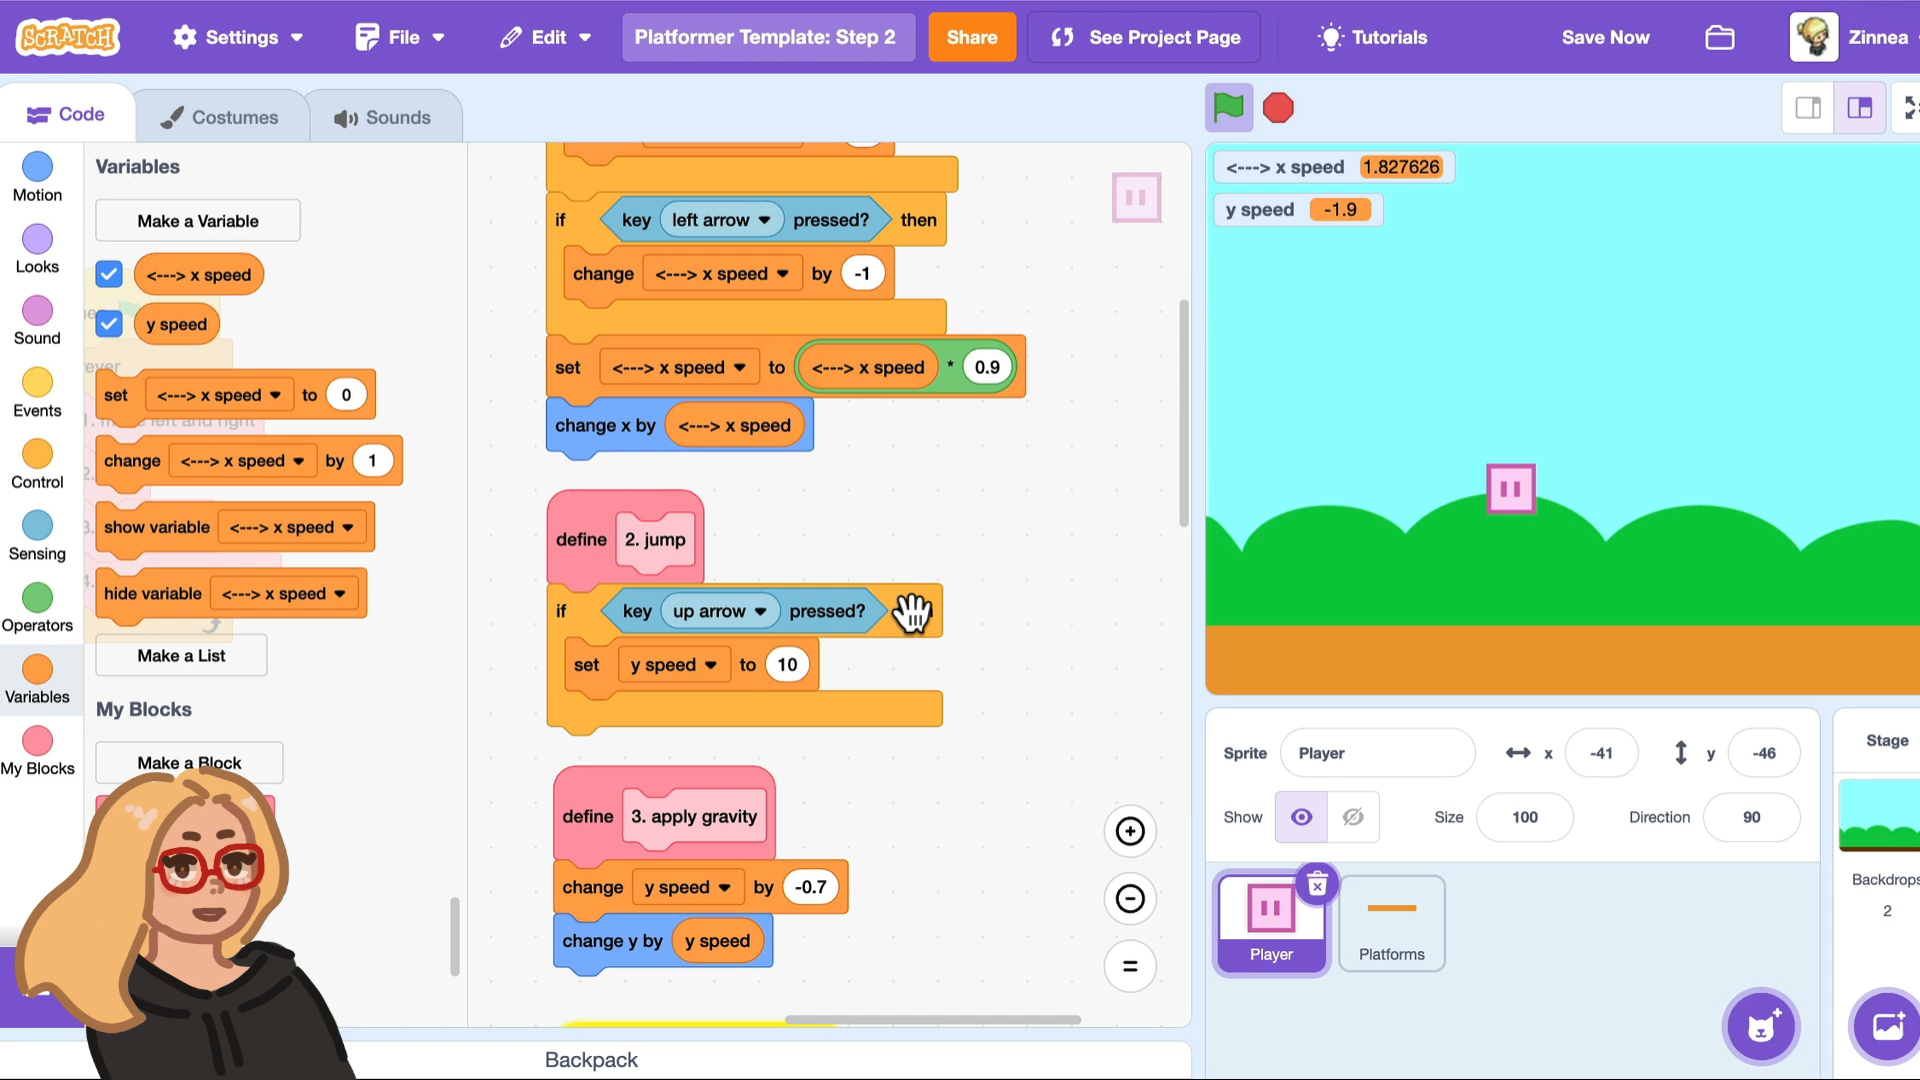 SCRATCH
Settings
File
Edit
Platformer Template: Step 2
Share
See Project Page
Tutorials
Save Now
Zinnea
Code
Costumes
Sounds
Motion
Looks
Sound
Events
Control
Sensing
Operators
Variables
My Blocks
Variables
Make a Variable
<---> x speed
y speed
set <---> x speed to 0
change <---> x speed by 1
show variable <---> x speed
hide variable <---> x speed
Make a List
My Blocks
Make a Block
if key left arrow pressed? then
change <---> x speed by -1
set <---> x speed to <---> x speed * 0.9
change x by <---> x speed
define 2. jump
if key up arrow pressed?
set y speed to 10
define 3. apply gravity
change y speed by -0.7
change y by y speed
Backpack
<---> x speed 1.827626
y speed -1.9
Sprite Player x -41 y -46
Show Size 100 Direction 90
Player
Platforms
Stage
Backdrops
2